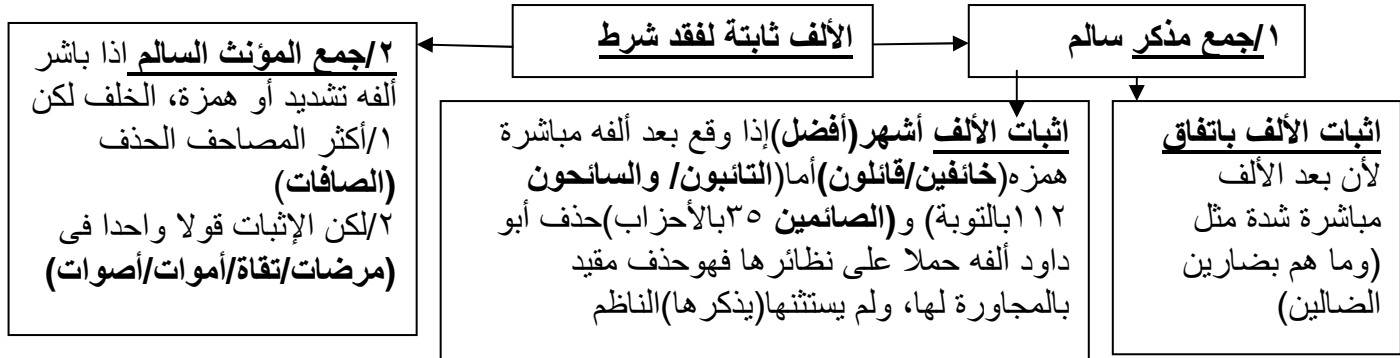 الألف ثابتة لفقد شرط
١/جمع مذكر سالم
اثبات الألف باتفاق
لأن بعد الألف
مباشرة شدة مثل
(وما هم بضارين
الضالين)
اثبات الألف أشهر(أفضل)إذا وقع بعد ألفه مباشرة
همزه(خائفين/قائلون)أما(التائبون/ والسائحون
١١٢بالتوبة) و(الصائمين ٣٥بالأحزاب)حذف أبو
داود ألفه حملا على نظائرها فهوحذف مقيد
بالمجاورة لها، ولم يستثنها(يذكرها)الناظم
٢/جمع المؤنث السالم اذا باشر
ألفه تشديد أو همزة، الخلف لكن
١/أكثر المصاحف الحذف
(الصافات)
٢/لكن الإثبات قولا واحدا فى
(مرضات/تقاة/أموات/أصوات)